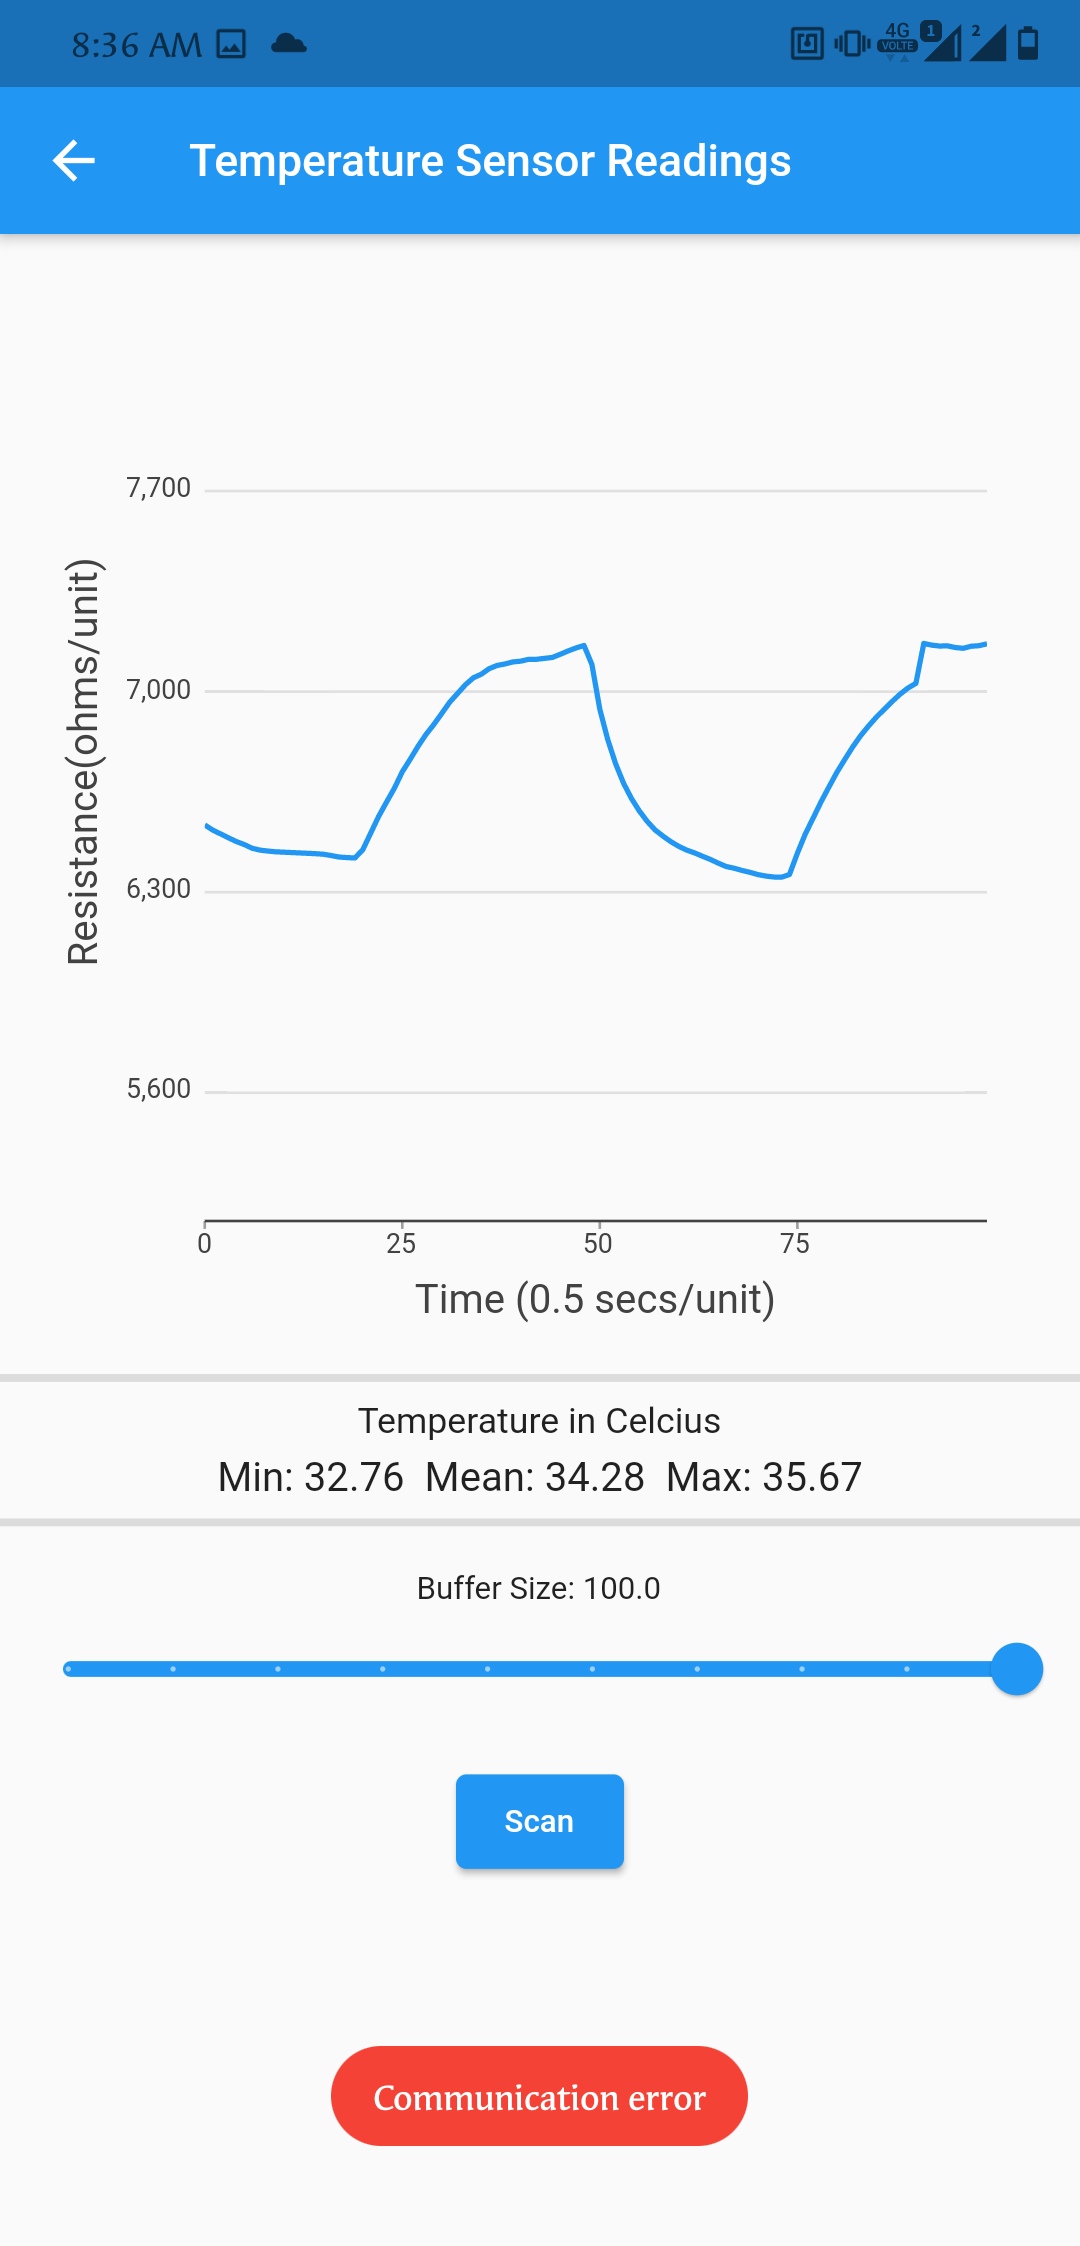 8:36 AM 4G VOLTE 1 2
Temperature Sensor Readings
7,700
7,000
6,300
5,600
Resistance(ohms/unit)
0 25 50 75
Time (0.5 secs/unit)
Temperature in Celcius
Min: 32.76 Mean: 34.28 Max: 35.67
Buffer Size: 100.0
Scan
Communication error